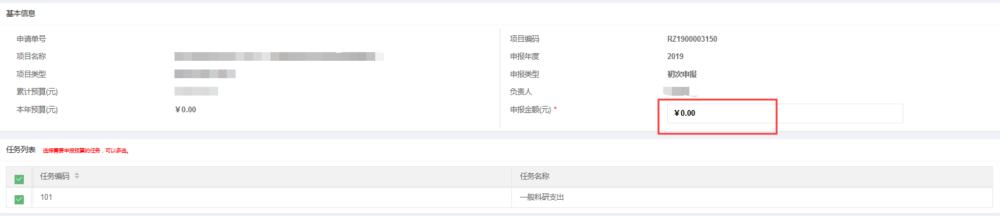 基本信息
申请单号
项目编码 RZ1900003150
项目名称
申报年度 2019
项目类型
申报类型 初次申报
累计预算(元)
负责人
本年预算(元) ￥0.00
申报金额(元) * ￥0.00
任务列表 选择需要申报预算的任务，可以多选。
任务编码 任务名称
101 一般科研支出